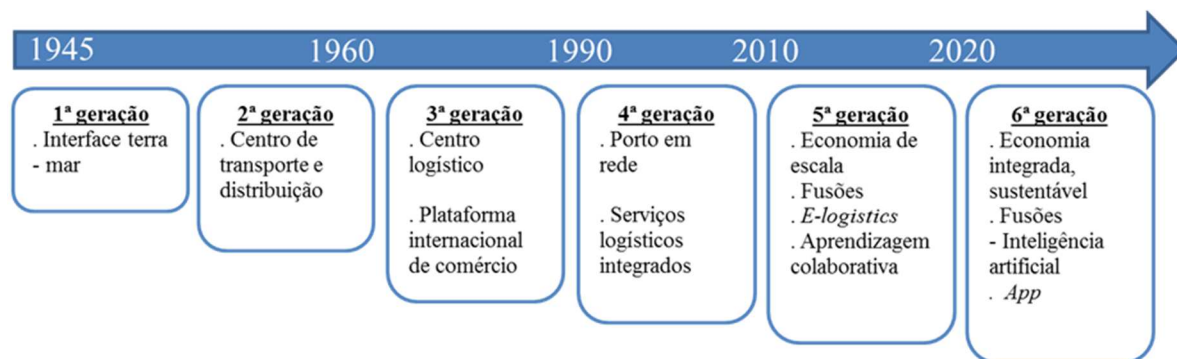 1945 1960 1990 2010 2020
1ª geração
. Interface terra
- mar
2ª geração
. Centro de
transporte e
distribuição
3ª geração
. Centro
logístico
. Plataforma
internacional
de comércio
4ª geração
. Porto em
rede
. Serviços
logísticos
integrados
5ª geração
. Economia de
escala
. Fusões
. E-logistics
. Aprendizagem
colaborativa
6ª geração
. Economia
integrada,
sustentável
. Fusões
- Inteligência
artificial
. App